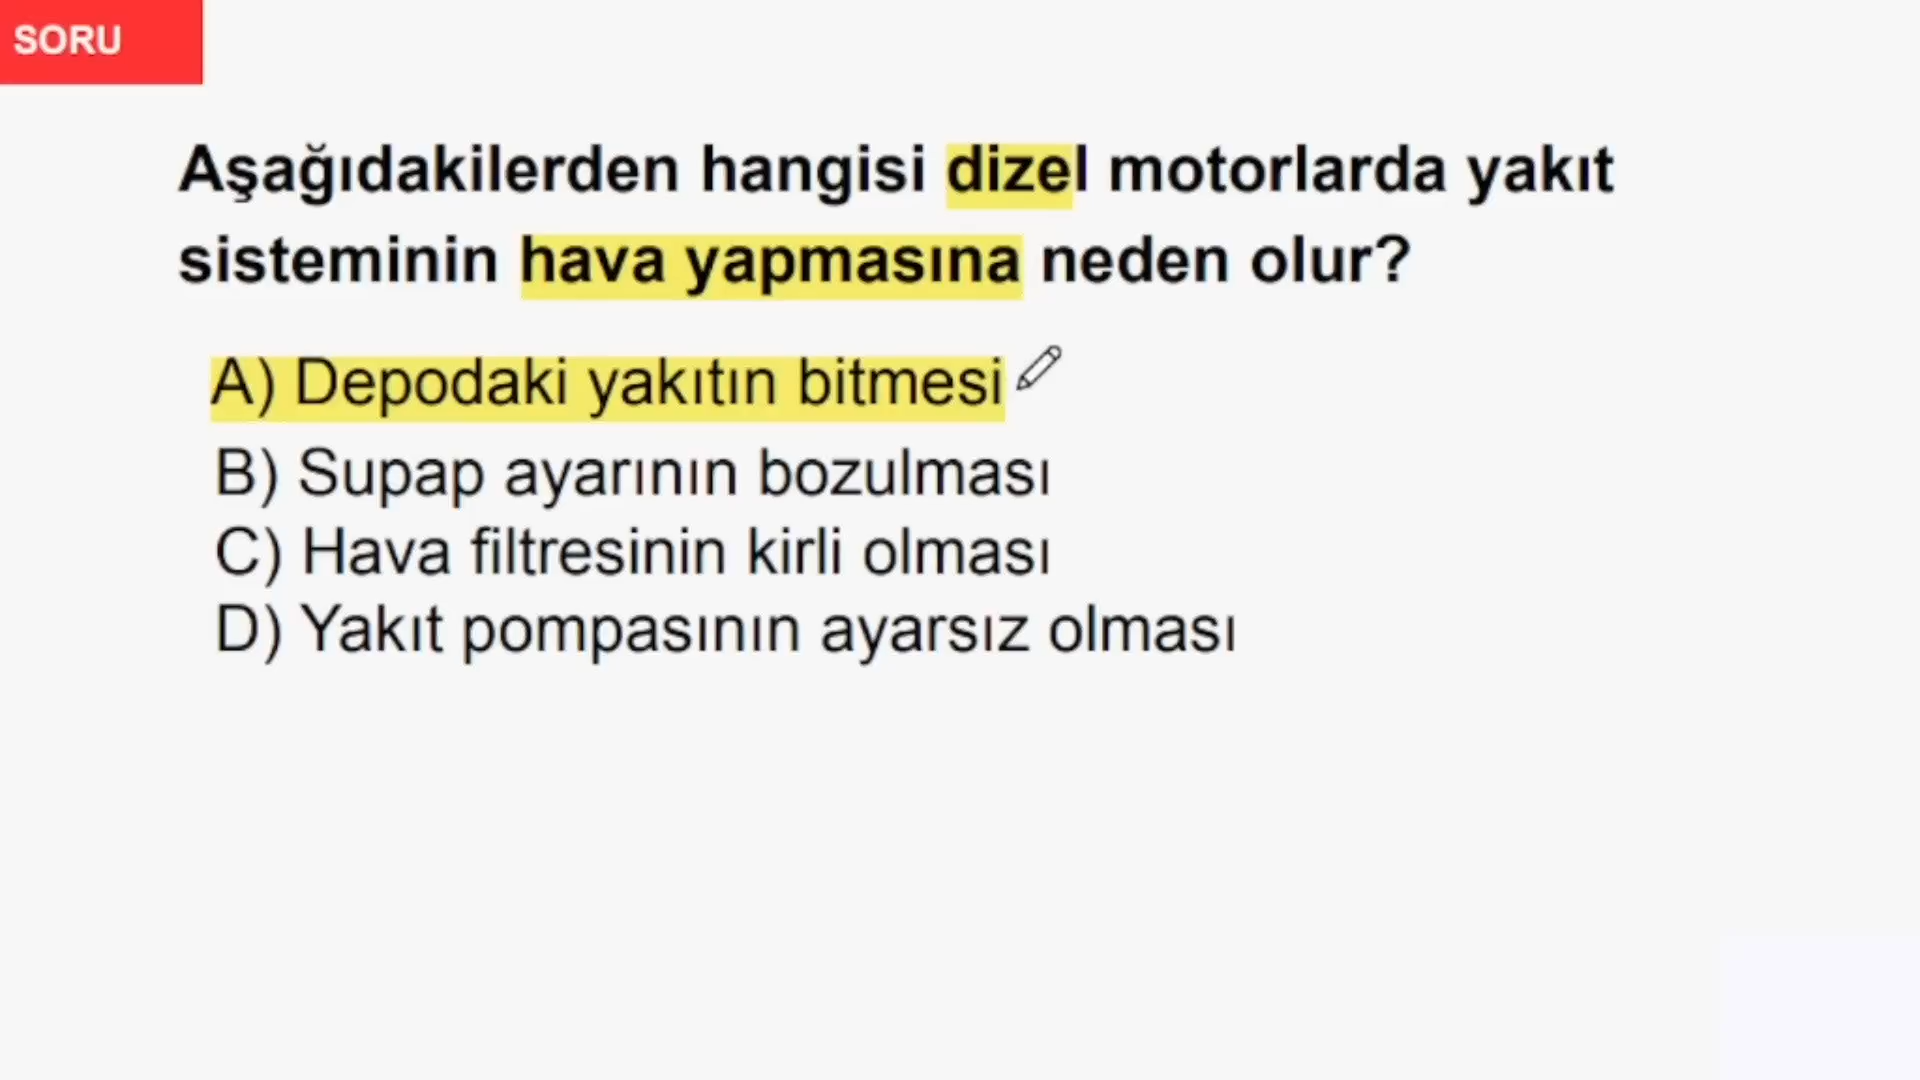 SORU
Aşağıdakilerden hangisi dizel motorlarda yakıt
sisteminin hava yapmasına neden olur?
A) Depodaki yakıtın bitmesi
B) Supap ayarının bozulması
C) Hava filtresinin kirli olması
D) Yakıt pompasının ayarsız olması